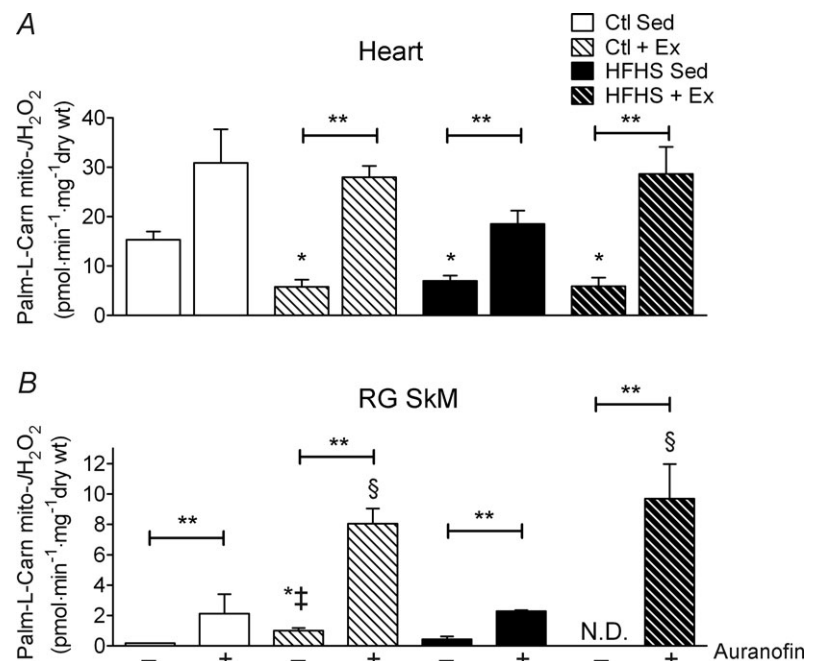 A
Heart
Ctl Sed
Ctl + Ex
HFHS Sed
HFHS + Ex
Palm-L-Carn mito-JH2O2
(pmol·min⁻¹·mg⁻¹dry wt)
40
30
20
10
0
** ** **
* * *
B
RG SkM
Palm-L-Carn mito-JH2O2
(pmol·min⁻¹·mg⁻¹dry wt)
12
10
8
6
4
2
0
** ** ** **
§ §
*‡
N.D.
− + − + − + − + Auranofin